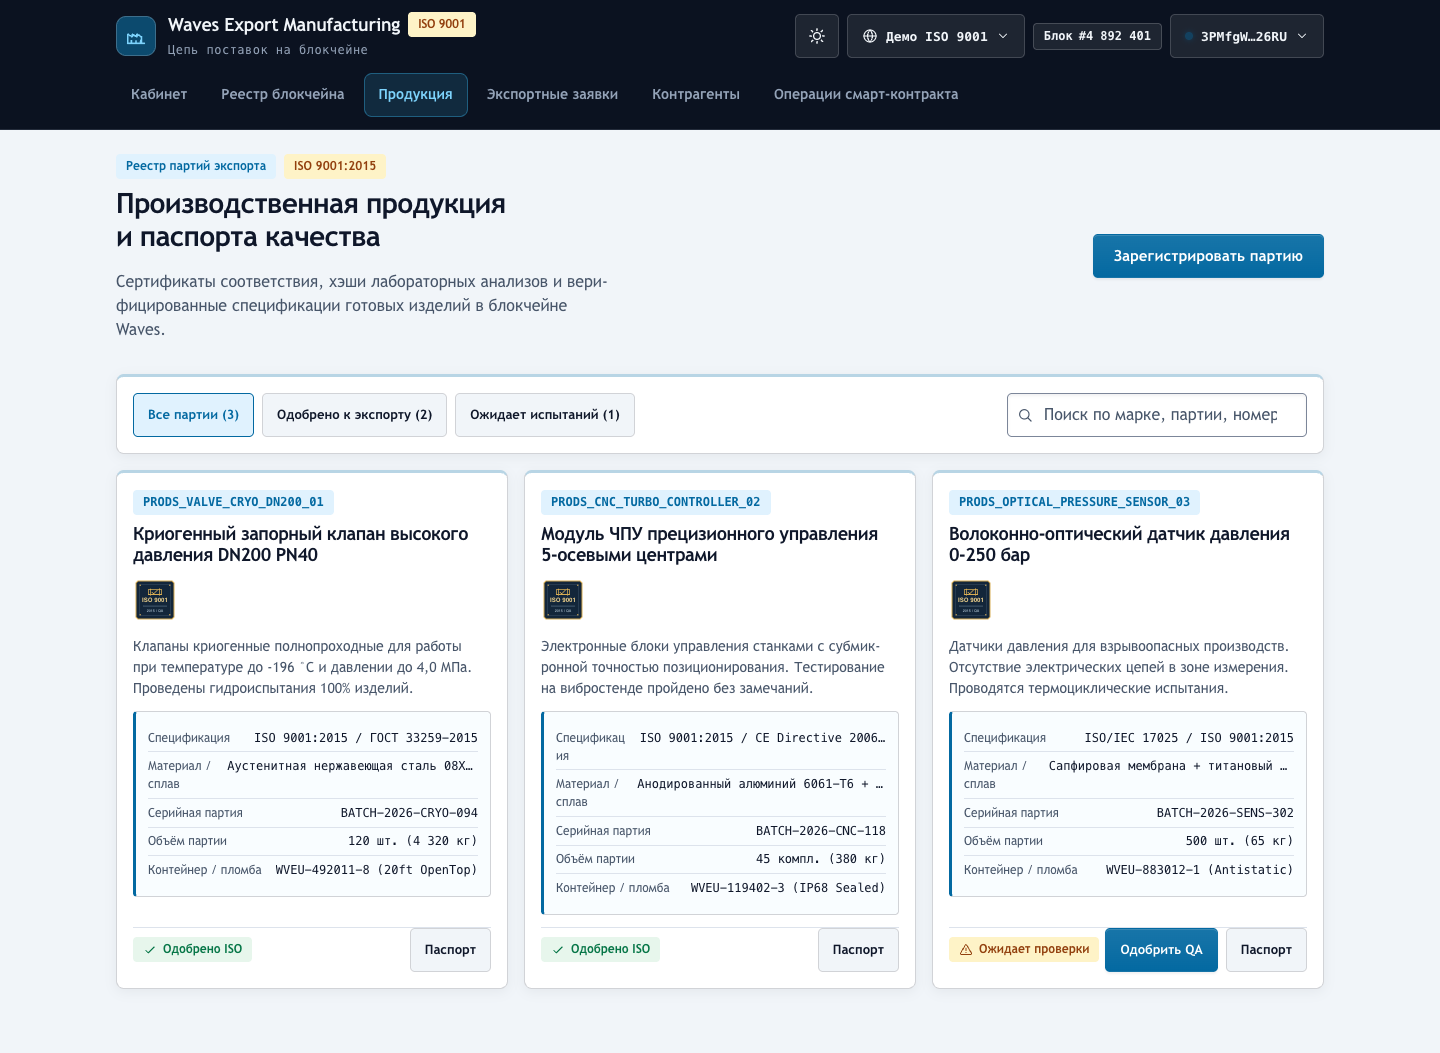 Waves Export Manufacturing ISO 9001
Цепь поставок на блокчейне
Демо ISO 9001
Блок #4 892 401
3PMfgW…26RU
Кабинет
Реестр блокчейна
Продукция
Экспортные заявки
Контрагенты
Операции смарт-контракта
Реестр партий экспорта
ISO 9001:2015
Производственная продукция
и паспорта качества
Сертификаты соответствия, хэши лабораторных анализов и вери-
фицированные спецификации готовых изделий в блокчейне
Waves.
Зарегистрировать партию
Все партии (3)
Одобрено к экспорту (2)
Ожидает испытаний (1)
Поиск по марке, партии, номер
PRODS_VALVE_CRYO_DN200_01
Криогенный запорный клапан высокого
давления DN200 PN40
ISO 9001
Клапаны криогенные полнопроходные для работы
при температуре до -196 °C и давлении до 4,0 МПа.
Проведены гидроиспытания 100% изделий.
Спецификация ISO 9001:2015 / ГОСТ 33259-2015
Материал / Аустенитная нержавеющая сталь 08Х…
сплав
Серийная партия BATCH-2026-CRYO-094
Объём партии 120 шт. (4 320 кг)
Контейнер / пломба WVEU-492011-8 (20ft OpenTop)
Одобрено ISO
Паспорт
PRODS_CNC_TURBO_CONTROLLER_02
Модуль ЧПУ прецизионного управления
5-осевыми центрами
ISO 9001
Электронные блоки управления станками с субмик-
ронной точностью позиционирования. Тестирование
на вибростенде пройдено без замечаний.
Спецификац ISO 9001:2015 / CE Directive 2006…
ия
Материал / Анодированный алюминий 6061-T6 + …
сплав
Серийная партия BATCH-2026-CNC-118
Объём партии 45 компл. (380 кг)
Контейнер / пломба WVEU-119402-3 (IP68 Sealed)
Одобрено ISO
Паспорт
PRODS_OPTICAL_PRESSURE_SENSOR_03
Волоконно-оптический датчик давления
0-250 бар
ISO 9001
Датчики давления для взрывоопасных производств.
Отсутствие электрических цепей в зоне измерения.
Проводятся термоциклические испытания.
Спецификация ISO/IEC 17025 / ISO 9001:2015
Материал / Сапфировая мембрана + титановый …
сплав
Серийная партия BATCH-2026-SENS-302
Объём партии 500 шт. (65 кг)
Контейнер / пломба WVEU-883012-1 (Antistatic)
Ожидает проверки
Одобрить QA
Паспорт